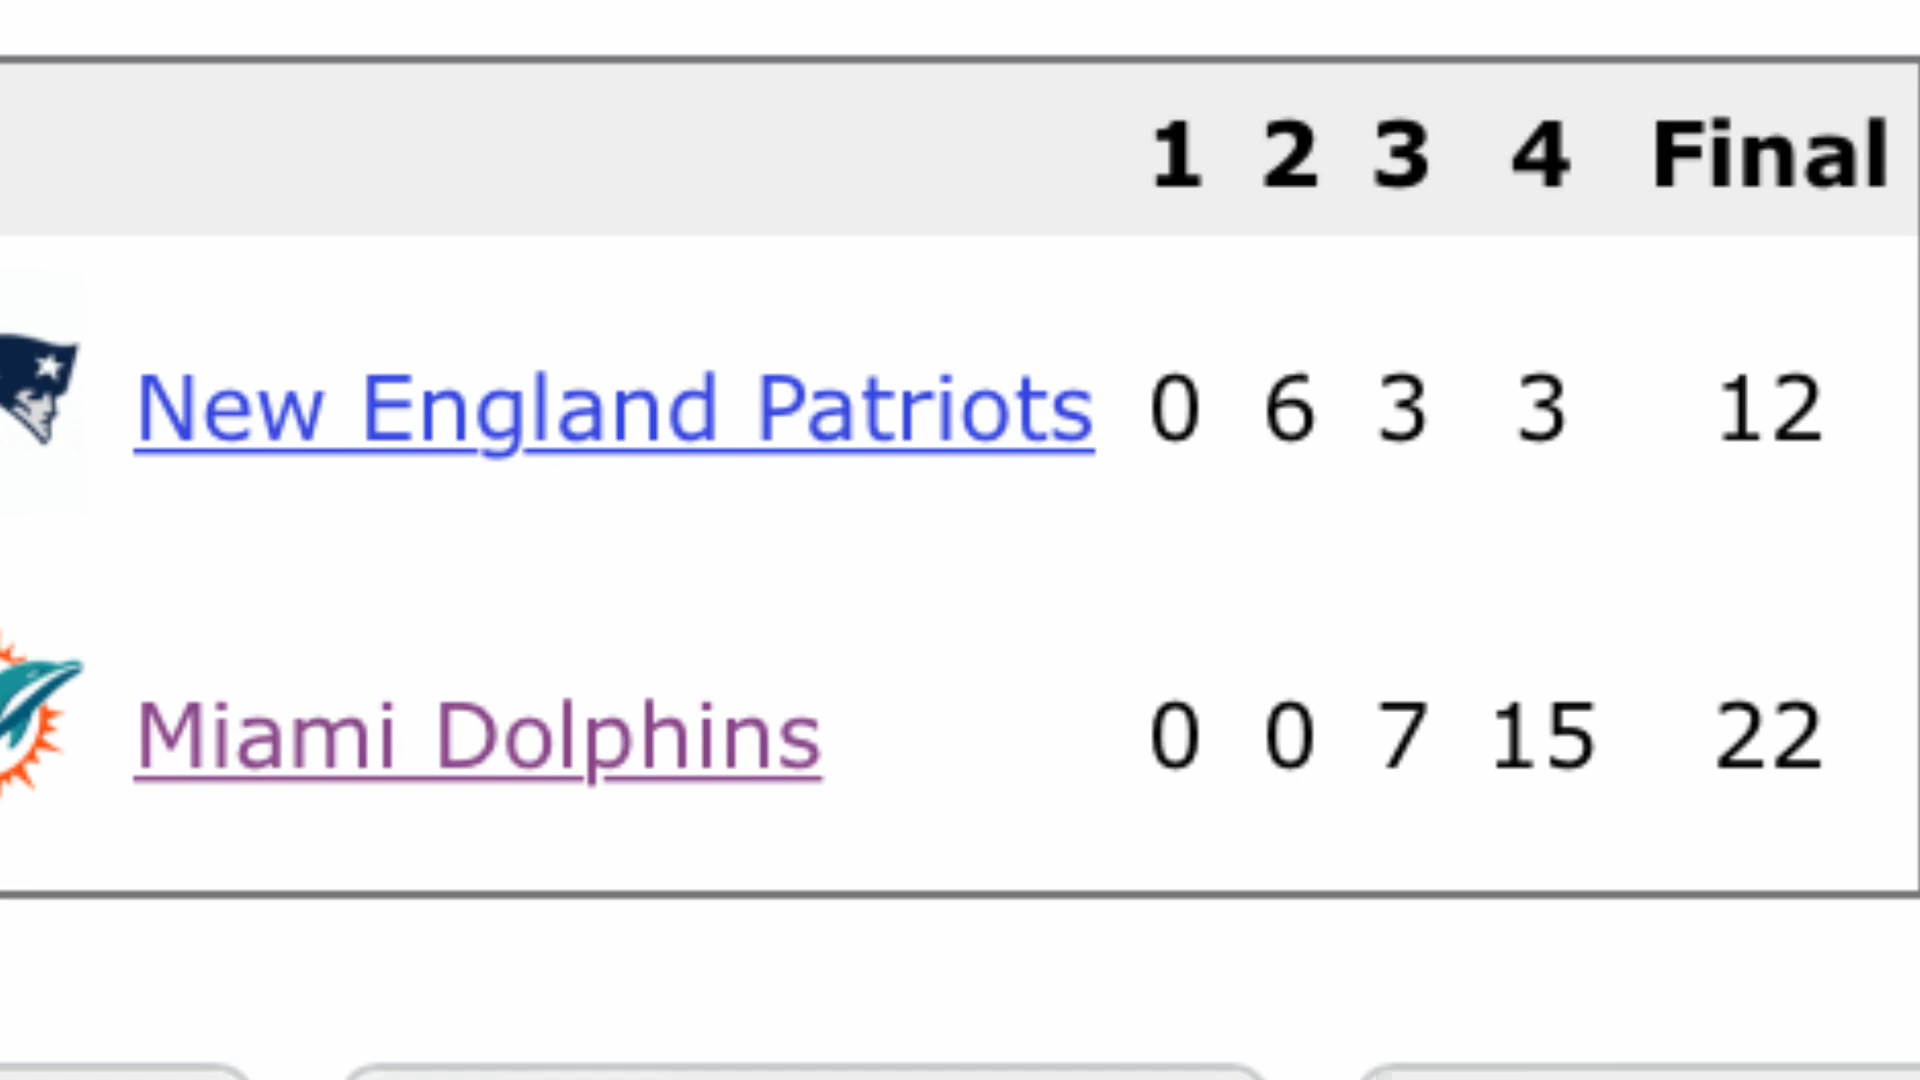 1 2 3 4 Final
New England Patriots 0 6 3 3 12
Miami Dolphins 0 0 7 15 22